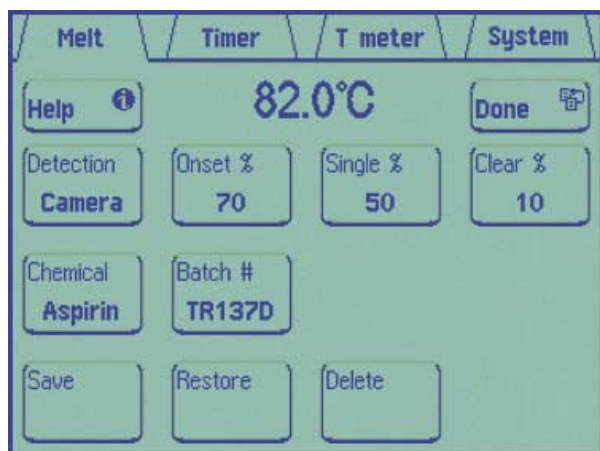 Melt Timer T meter System
Help 82.0°C Done
Detection Onset % Single % Clear %
Camera 70 50 10
Chemical Batch #
Aspirin TR137D
Save Restore Delete